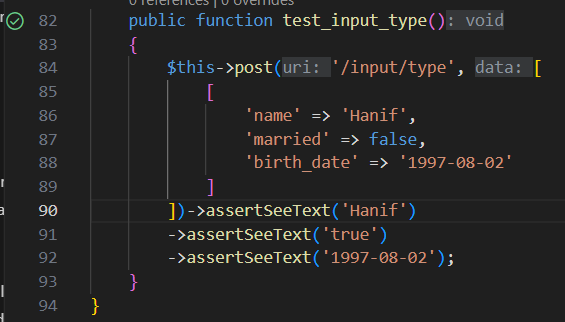 0 references | 0 overrides
82 public function test_input_type(): void
83 {
84 $this->post(uri: '/input/type', data: [
85 [
86 'name' => 'Hanif',
87 'married' => false,
88 'birth_date' => '1997-08-02'
89 ]
90 ])->assertSeeText('Hanif')
91 ->assertSeeText('true')
92 ->assertSeeText('1997-08-02');
93 }
94 }